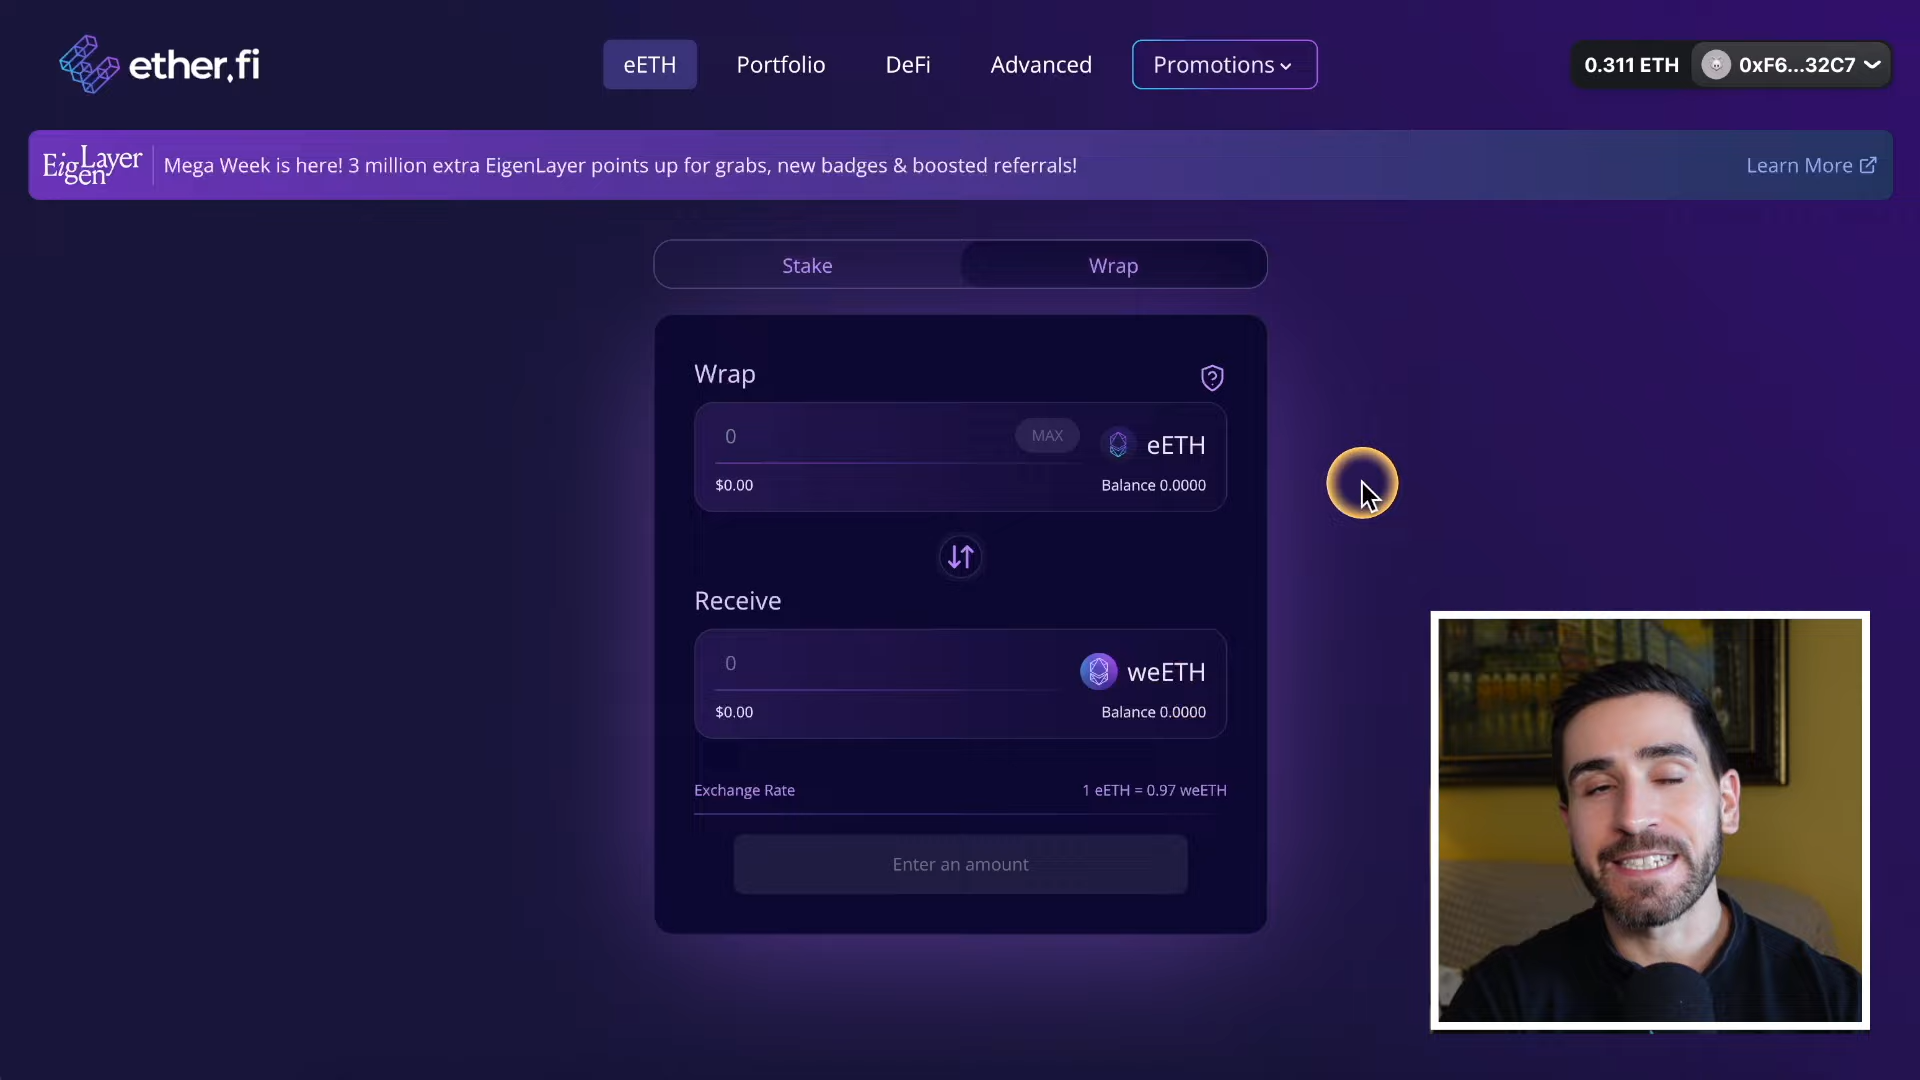 ether.fi
eETH
Portfolio
DeFi
Advanced
Promotions
0.311 ETH
0xF6...32C7
EigenLayer
Mega Week is here! 3 million extra EigenLayer points up for grabs, new badges & boosted referrals!
Learn More
Stake
Wrap
Wrap
0
MAX
eETH
$0.00
Balance 0.0000
Receive
0
weETH
$0.00
Balance 0.0000
Exchange Rate
1 eETH = 0.97 weETH
Enter an amount